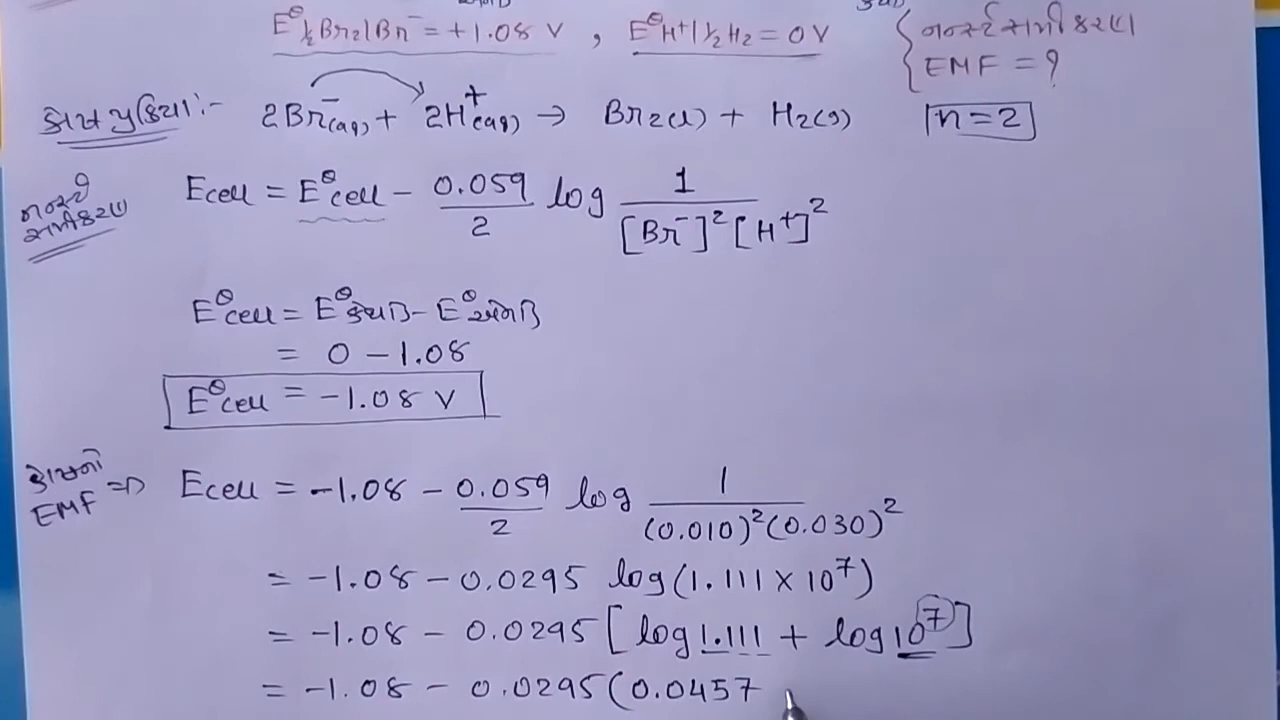 E⊖ ½Br2|Br⁻ = +1.08 V , E⊖ H⁺|½H2 = 0 V
નર્ન્સ્ટ સમીકરણ
EMF = ?
કોષ પ્રક્રિયા :- 2Br⁻(aq) + 2H⁺(aq) → Br2(l) + H2(g) n=2
નર્ન્સ્ટ સમીકરણ
Ecell = E⊖cell − 0.059/2 log 1/[Br⁻]²[H⁺]²
E⊖cell = E⊖કેથોડ − E⊖એનોડ
= 0 − 1.08
E⊖cell = −1.08 V
કોષનો EMF ⇒ Ecell = −1.08 − 0.059/2 log 1/(0.010)²(0.030)²
= −1.08 − 0.0295 log(1.111 × 10⁷)
= −1.08 − 0.0295 [log 1.111 + log 10⁷]
= −1.08 − 0.0295 (0.0457